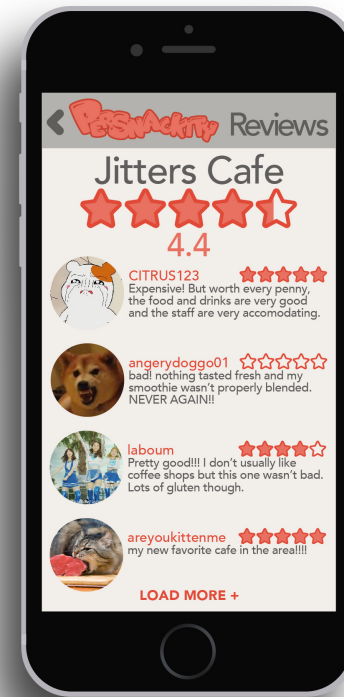 PERSNACKITTY Reviews
Jitters Cafe
4.4
CITRUS123
Expensive! But worth every penny,
the food and drinks are very good
and the staff are very accomodating.
angerydoggo01
bad! nothing tasted fresh and my
smoothie wasn't properly blended.
NEVER AGAIN!!
laboum
Pretty good!!! I don't usually like
coffee shops but this one wasn't bad.
Lots of gluten though.
areyoukittenme
my new favorite cafe in the area!!!!
LOAD MORE +